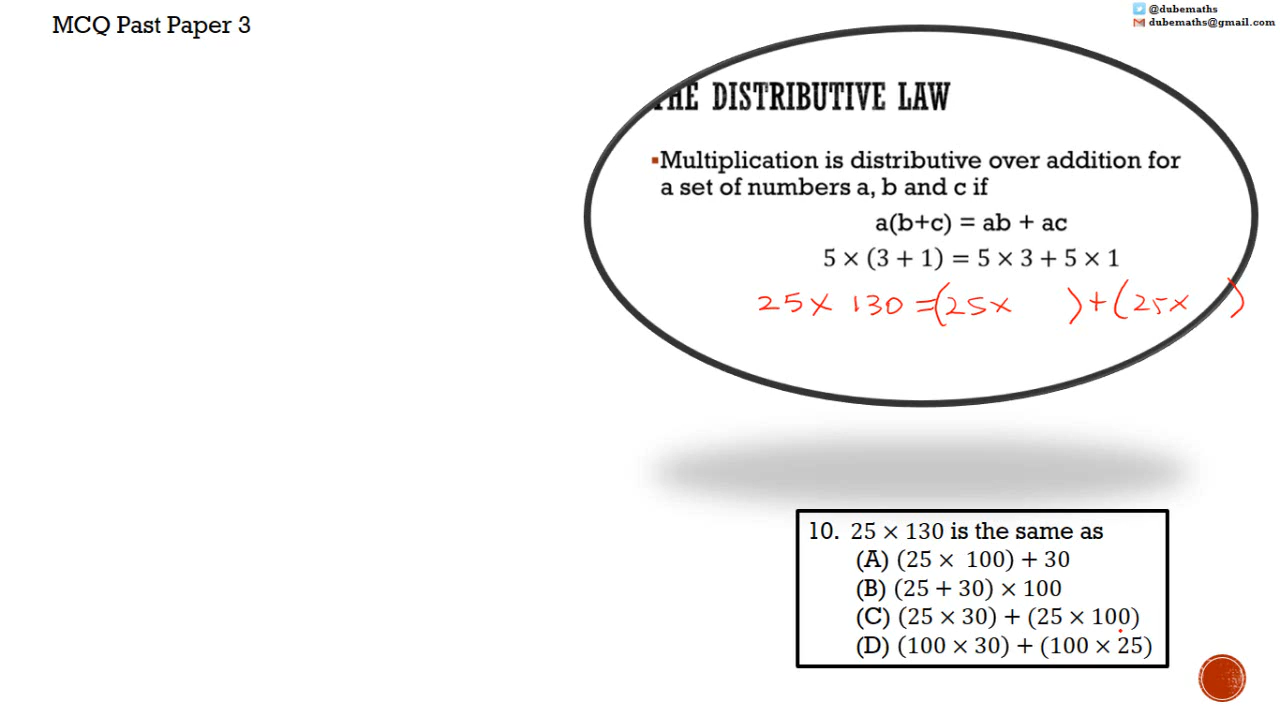 MCQ Past Paper 3
@dubemaths
dubemaths@gmail.com
THE DISTRIBUTIVE LAW
▪Multiplication is distributive over addition for
a set of numbers a, b and c if
a(b+c) = ab + ac
5 × (3 + 1) = 5 × 3 + 5 × 1
25 × 130 = (25 × ) + (25 × )
10. 25 × 130 is the same as
(A) (25 × 100) + 30
(B) (25 + 30) × 100
(C) (25 × 30) + (25 × 100)
(D) (100 × 30) + (100 × 25)